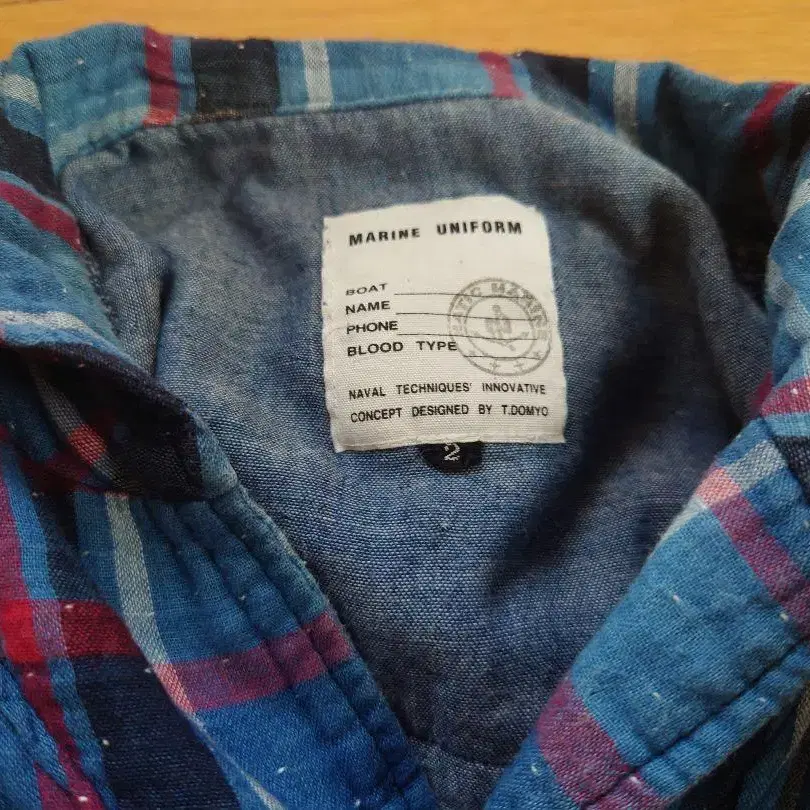 MARINE UNIFORM
BOAT
NAME
PHONE
BLOOD TYPE
NAVAL TECHNIQUES' INNOVATIVE
CONCEPT DESIGNED BY T.DOMYO
2